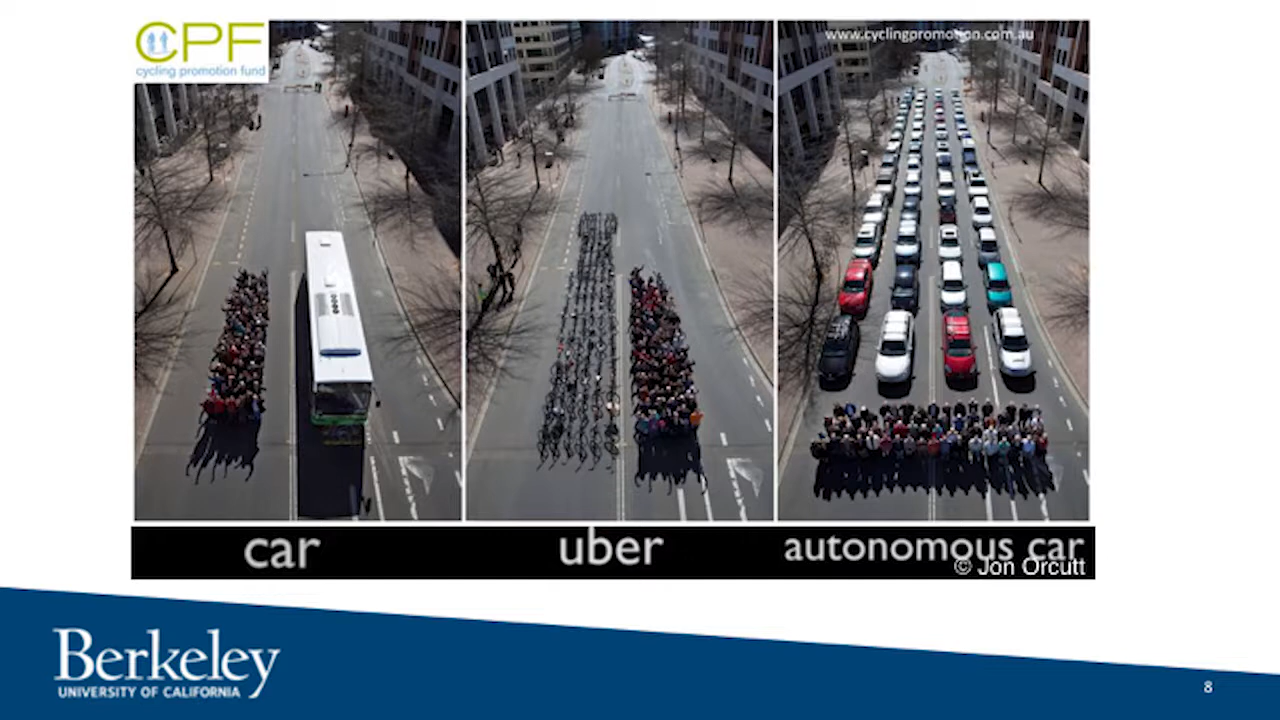 CPF
cycling promotion fund
www.cyclingpromotion.com.au
car
uber
autonomous car
© Jon Orcutt
Berkeley
UNIVERSITY OF CALIFORNIA
8